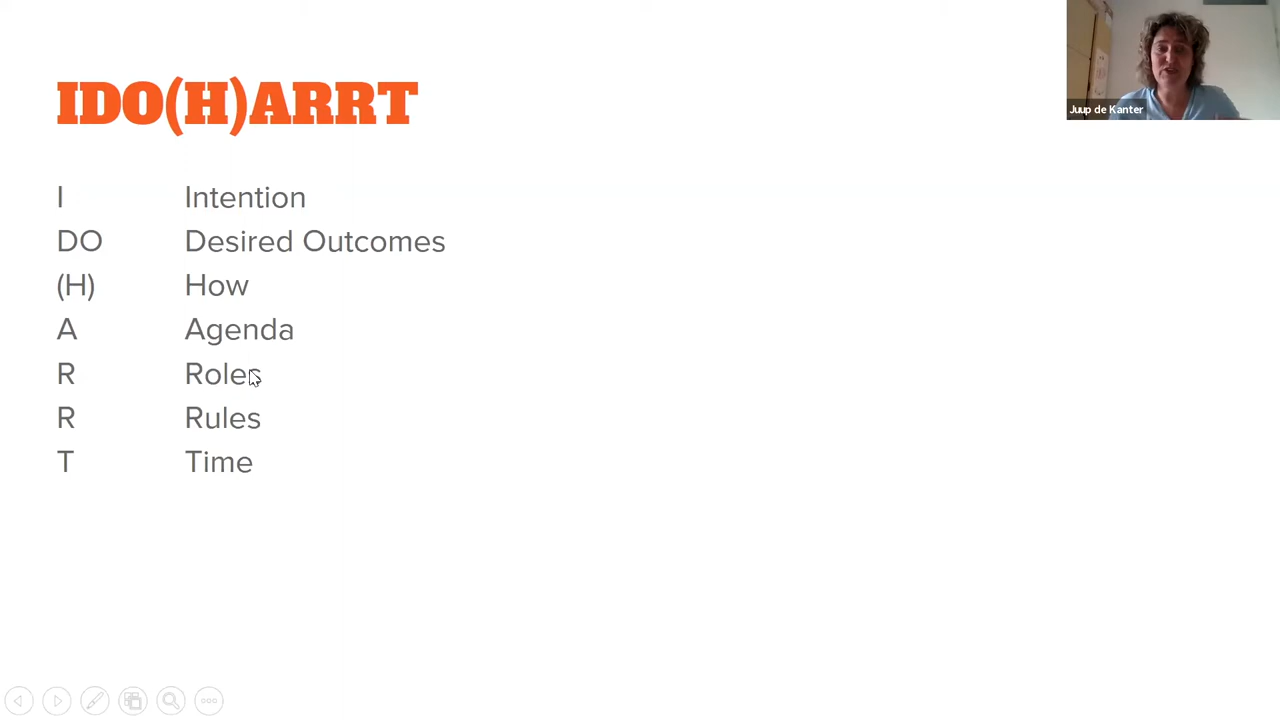 IDO(H)ARRT
Juup de Kanter
I Intention
DO Desired Outcomes
(H) How
A Agenda
R Roles
R Rules
T Time